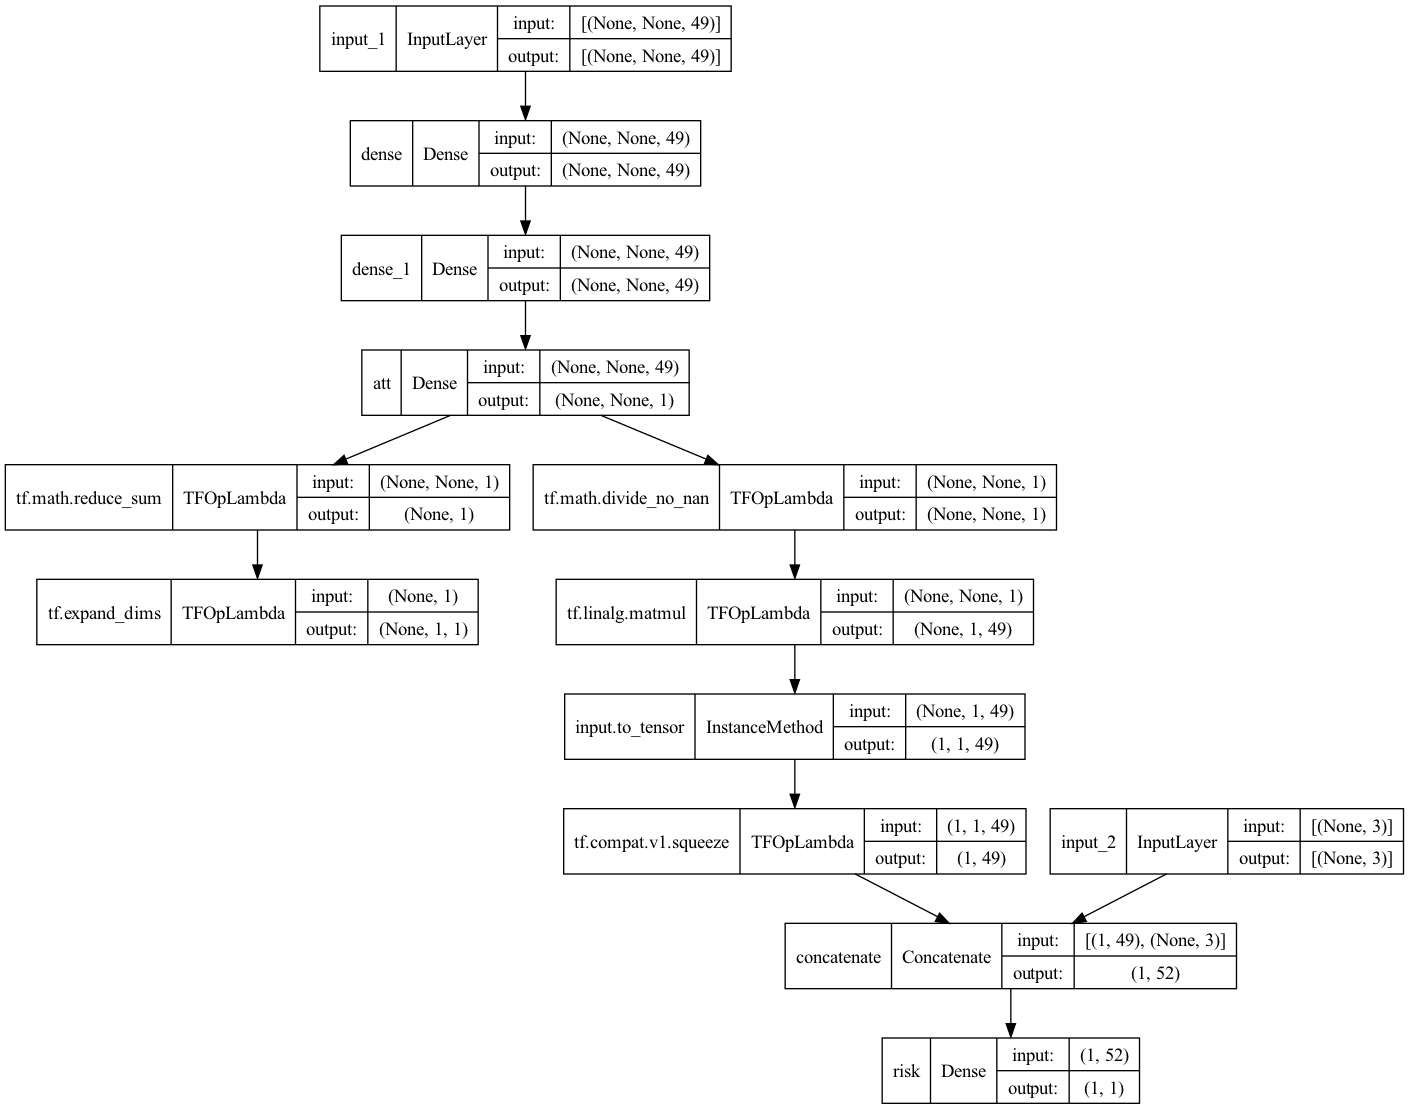 input_1 InputLayer input: [(None, None, 49)]
output: [(None, None, 49)]
dense Dense input: (None, None, 49)
output: (None, None, 49)
dense_1 Dense input: (None, None, 49)
output: (None, None, 49)
att Dense input: (None, None, 49)
output: (None, None, 1)
tf.math.reduce_sum TFOpLambda input: (None, None, 1)
output: (None, 1)
tf.math.divide_no_nan TFOpLambda input: (None, None, 1)
output: (None, None, 1)
tf.expand_dims TFOpLambda input: (None, 1)
output: (None, 1, 1)
tf.linalg.matmul TFOpLambda input: (None, None, 1)
output: (None, 1, 49)
input.to_tensor InstanceMethod input: (None, 1, 49)
output: (1, 1, 49)
tf.compat.v1.squeeze TFOpLambda input: (1, 1, 49)
output: (1, 49)
input_2 InputLayer input: [(None, 3)]
output: [(None, 3)]
concatenate Concatenate input: [(1, 49), (None, 3)]
output: (1, 52)
risk Dense input: (1, 52)
output: (1, 1)